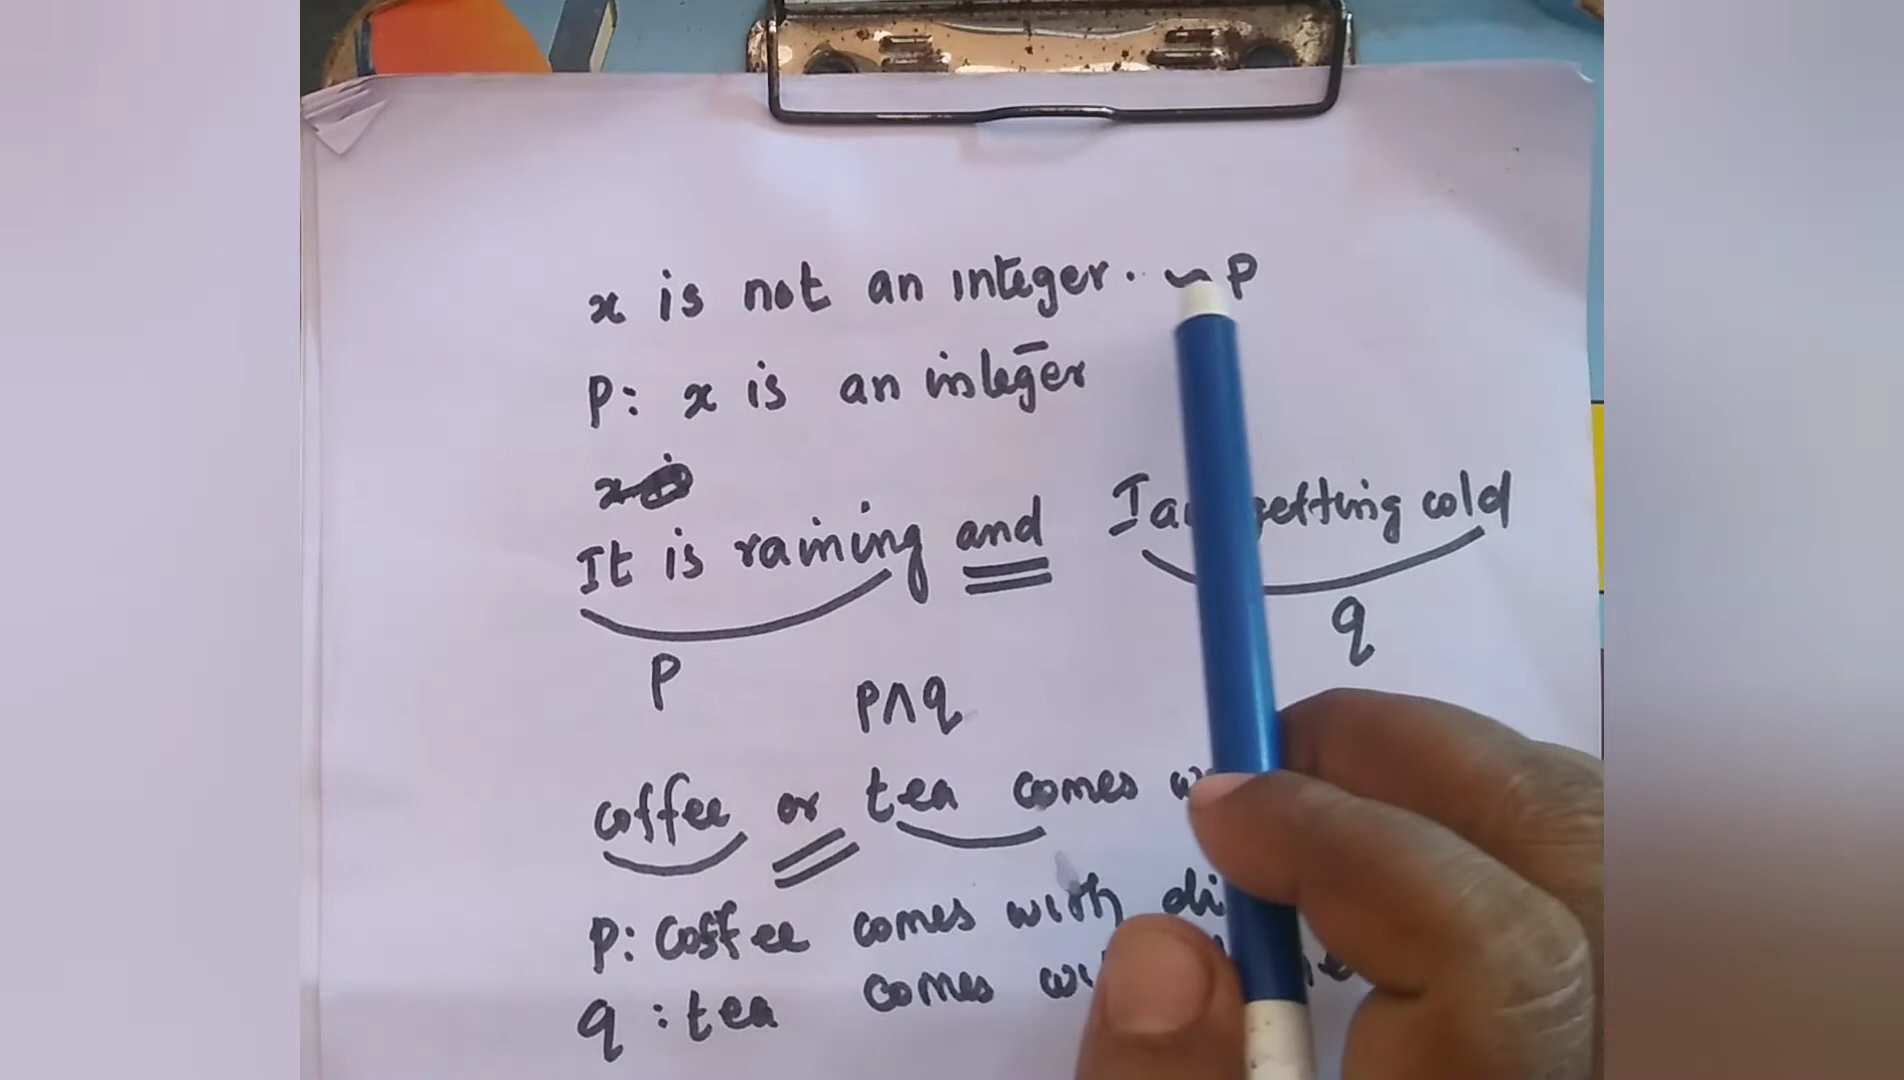 x is not an integer. ~ P
P: x is an integer
x
It is raining and I getting cold
P q
P∧q
coffee or tea comes
P: Coffee comes with
q : tea comes